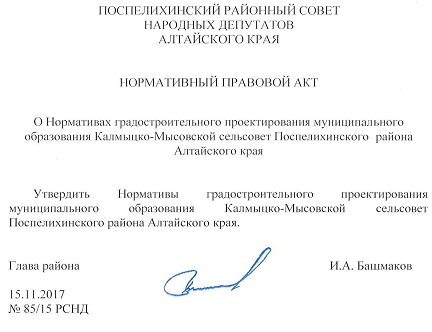 ПОСПЕЛИХИНСКИЙ РАЙОННЫЙ СОВЕТ
НАРОДНЫХ ДЕПУТАТОВ
АЛТАЙСКОГО КРАЯ
НОРМАТИВНЫЙ ПРАВОВОЙ АКТ
О Нормативах градостроительного проектирования муниципального
образования Калмыцко-Мысовской сельсовет Поспелихинского района
Алтайского края
Утвердить Нормативы градостроительного проектирования
муниципального образования Калмыцко-Мысовской сельсовет
Поспелихинского района Алтайского края.
Глава района И.А. Башмаков
15.11.2017
№ 85/15 РСНД